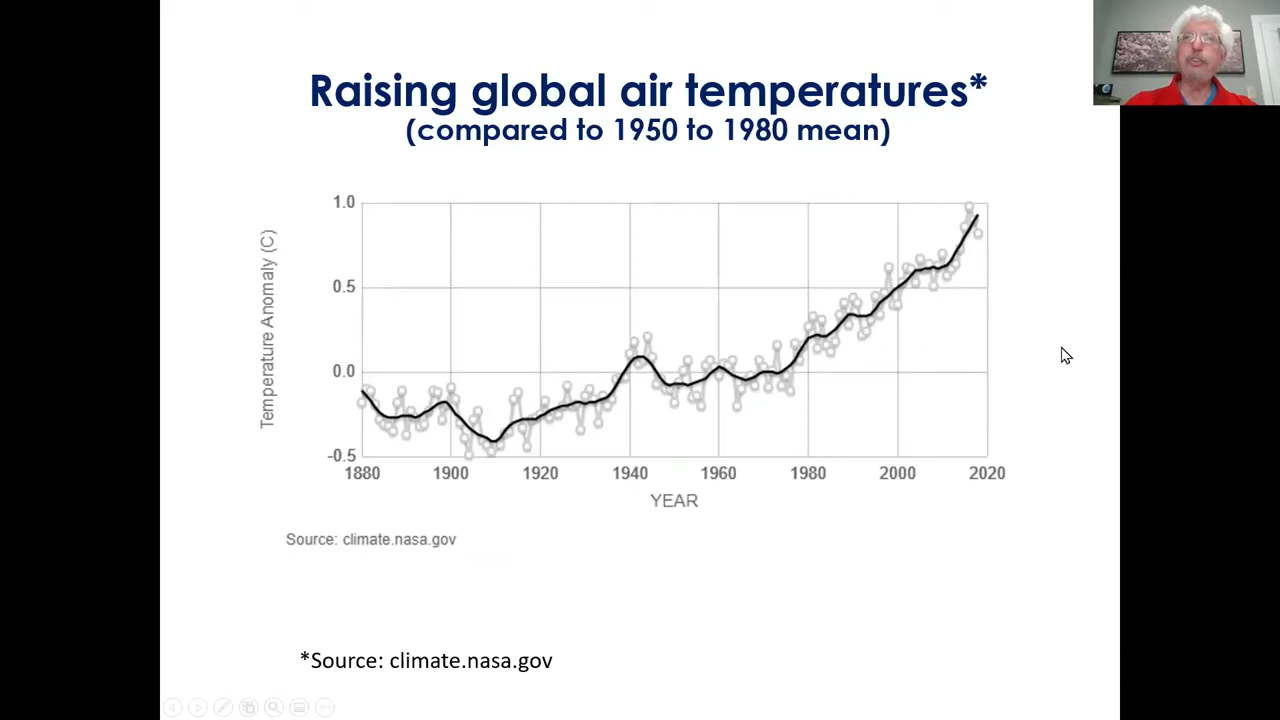 Raising global air temperatures*
(compared to 1950 to 1980 mean)
1.0
0.5
0.0
-0.5
Temperature Anomaly (C)
1880 1900 1920 1940 1960 1980 2000 2020
YEAR
Source: climate.nasa.gov
*Source: climate.nasa.gov